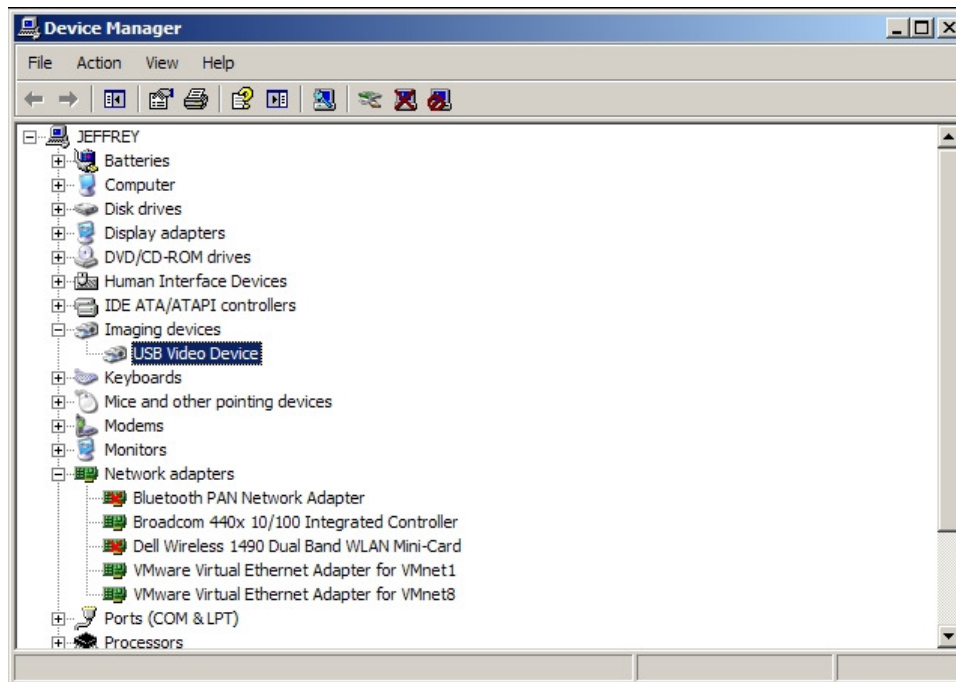 Device Manager
File Action View Help
JEFFREY
Batteries
Computer
Disk drives
Display adapters
DVD/CD-ROM drives
Human Interface Devices
IDE ATA/ATAPI controllers
Imaging devices
USB Video Device
Keyboards
Mice and other pointing devices
Modems
Monitors
Network adapters
Bluetooth PAN Network Adapter
Broadcom 440x 10/100 Integrated Controller
Dell Wireless 1490 Dual Band WLAN Mini-Card
VMware Virtual Ethernet Adapter for VMnet1
VMware Virtual Ethernet Adapter for VMnet8
Ports (COM & LPT)
Processors